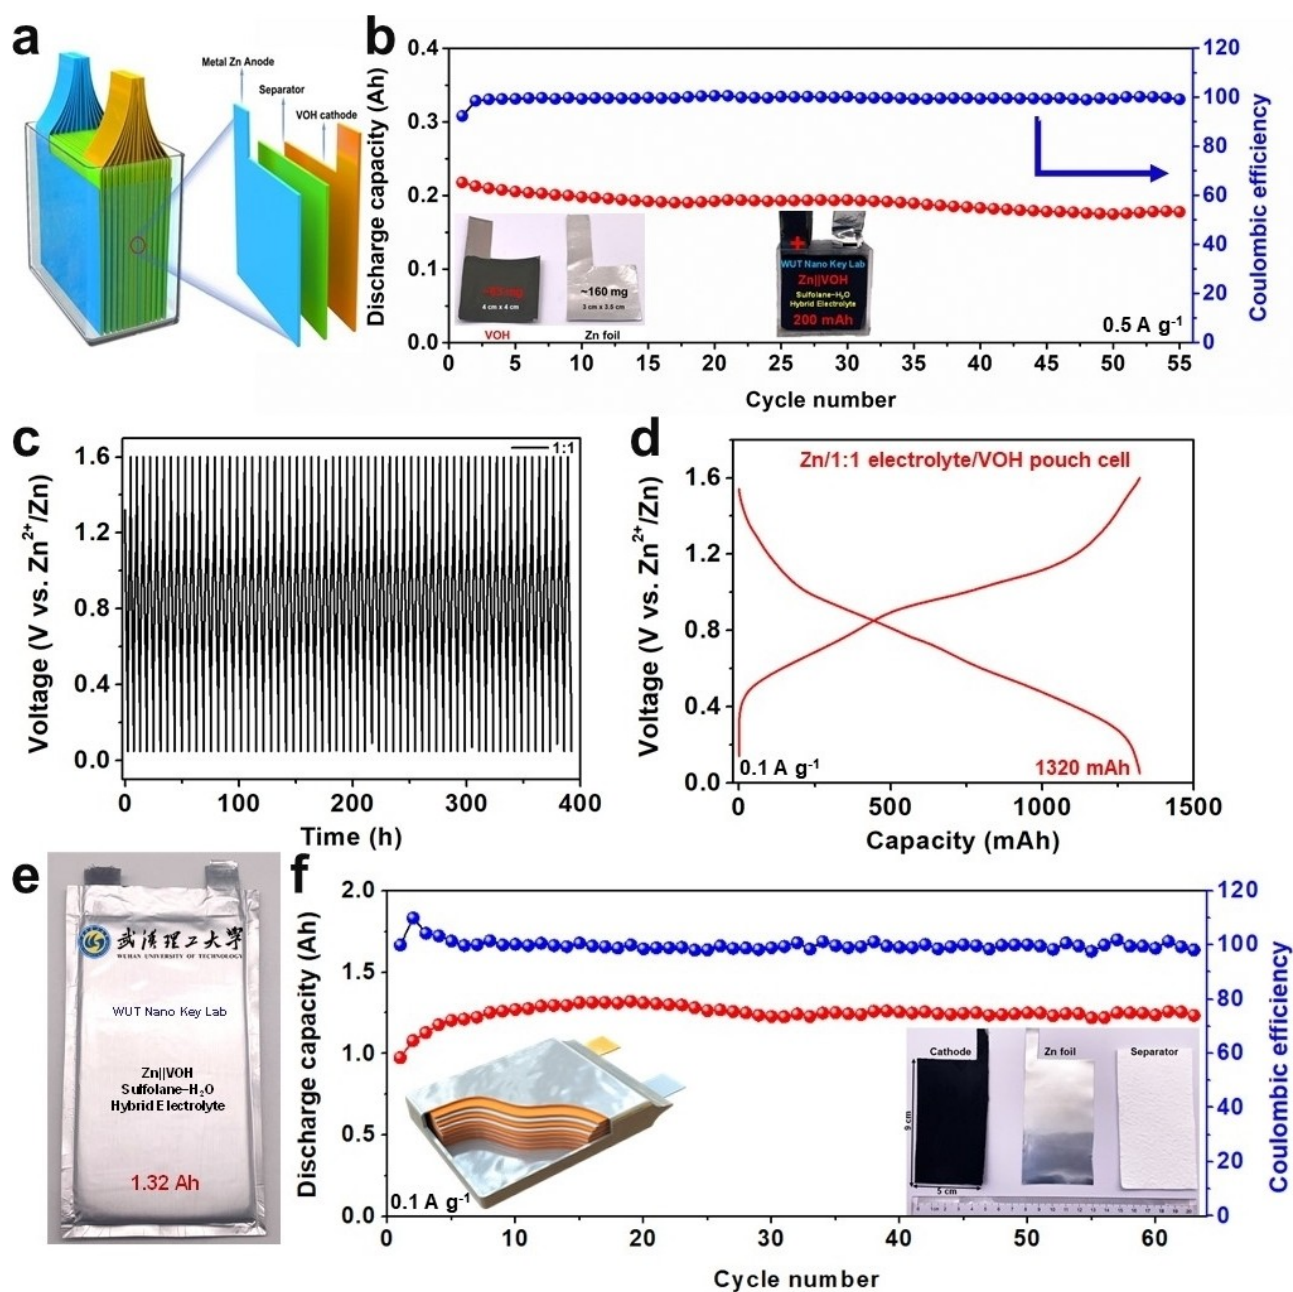 a
Metal Zn Anode
Separator
VOH cathode
b
Discharge capacity (Ah)
0.4
0.3
0.2
0.1
0.0
120
100
80
60
40
20
0
Coulombic efficiency
4 cm x 4 cm
VOH
~160 mg
3 cm x 3.5 cm
Zn foil
+
WUT Nano Key Lab
Zn||VOH
Sulfolane-H₂O
Hybrid Electrolyte
200 mAh
0.5 A g⁻¹
0 5 10 15 20 25 30 35 40 45 50 55
Cycle number
c
Voltage (V vs. Zn²⁺/Zn)
1.6
1.2
0.8
0.4
0.0
1:1
0 100 200 300 400
Time (h)
d
Voltage (V vs. Zn²⁺/Zn)
1.6
1.2
0.8
0.4
0.0
Zn/1:1 electrolyte/VOH pouch cell
0.1 A g⁻¹
1320 mAh
0 500 1000 1500
Capacity (mAh)
e
武汉理工大学
WUHAN UNIVERSITY OF TECHNOLOGY
WUT Nano Key Lab
Zn||VOH
Sulfolane-H₂O
Hybrid Electrolyte
1.32 Ah
f
Discharge capacity (Ah)
2.0
1.5
1.0
0.5
0.0
120
100
80
60
40
20
0
Coulombic efficiency
Cathode
Zn foil
Separator
9 cm
5 cm
0.1 A g⁻¹
0 10 20 30 40 50 60
Cycle number